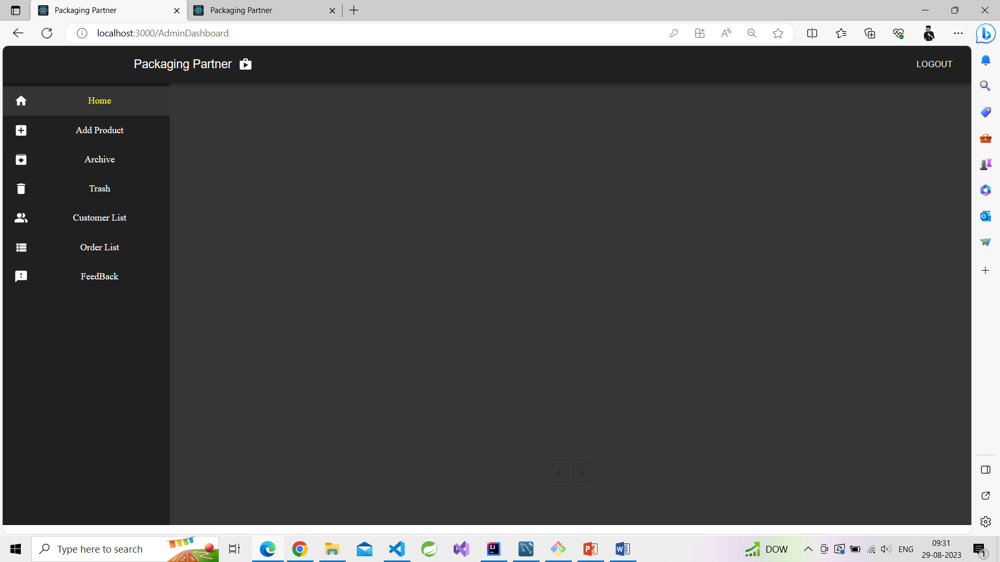 Packaging Partner
Packaging Partner
localhost:3000/AdminDashboard
Packaging Partner
LOGOUT
Home
Add Product
Archive
Trash
Customer List
Order List
FeedBack
Type here to search
DOW
ENG
09:31
29-08-2023
1